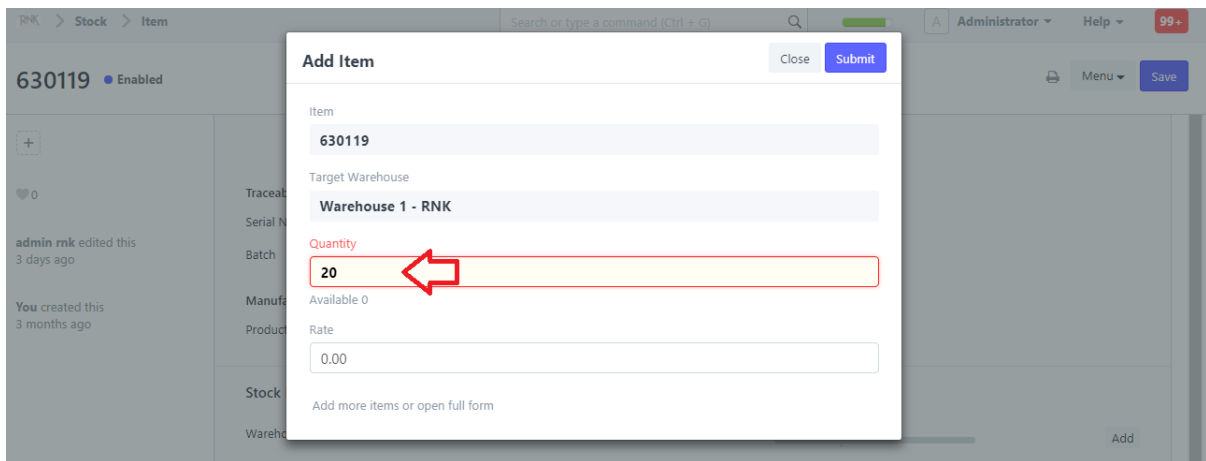 RNK > Stock > Item
Search or type a command (Ctrl + G)
A Administrator Help 99+
630119 Enabled
Menu Save
Add Item
Close Submit
Item
630119
Target Warehouse
Warehouse 1 - RNK
Quantity
20
Available 0
Rate
0.00
Add more items or open full form
+
0
admin rnk edited this
3 days ago
You created this
3 months ago
Serial N
Batch
Stock
Add